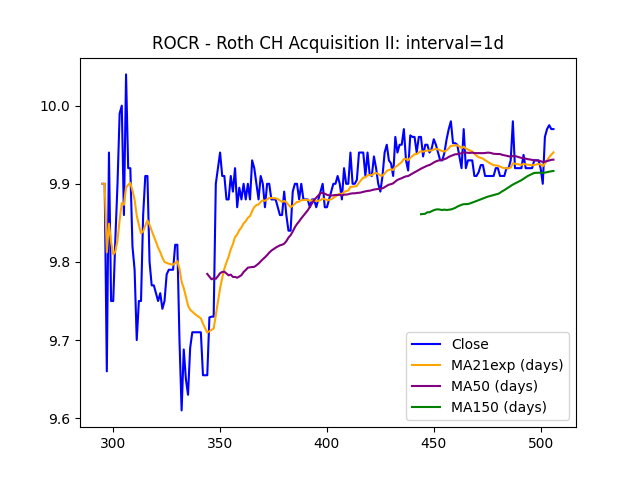 ROCR - Roth CH Acquisition II: interval=1d
10.0
9.9
9.8
9.7
9.6
300
350
400
450
500
Close
MA21exp (days)
MA50 (days)
MA150 (days)